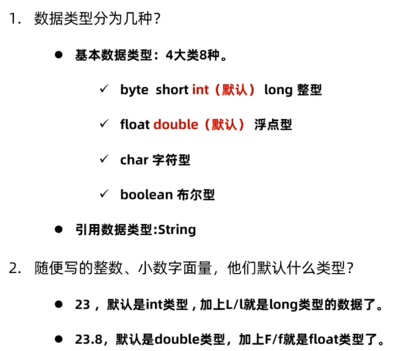 1. 数据类型分为几种？
● 基本数据类型：4大类8种。
✓ byte short int（默认） long 整型
✓ float double（默认） 浮点型
✓ char 字符型
✓ boolean 布尔型
● 引用数据类型:String
2. 随便写的整数、小数字面量，他们默认什么类型？
● 23 ，默认是int类型 , 加上L/l就是long类型的数据了。
● 23.8，默认是double类型，加上F/f就是float类型了。